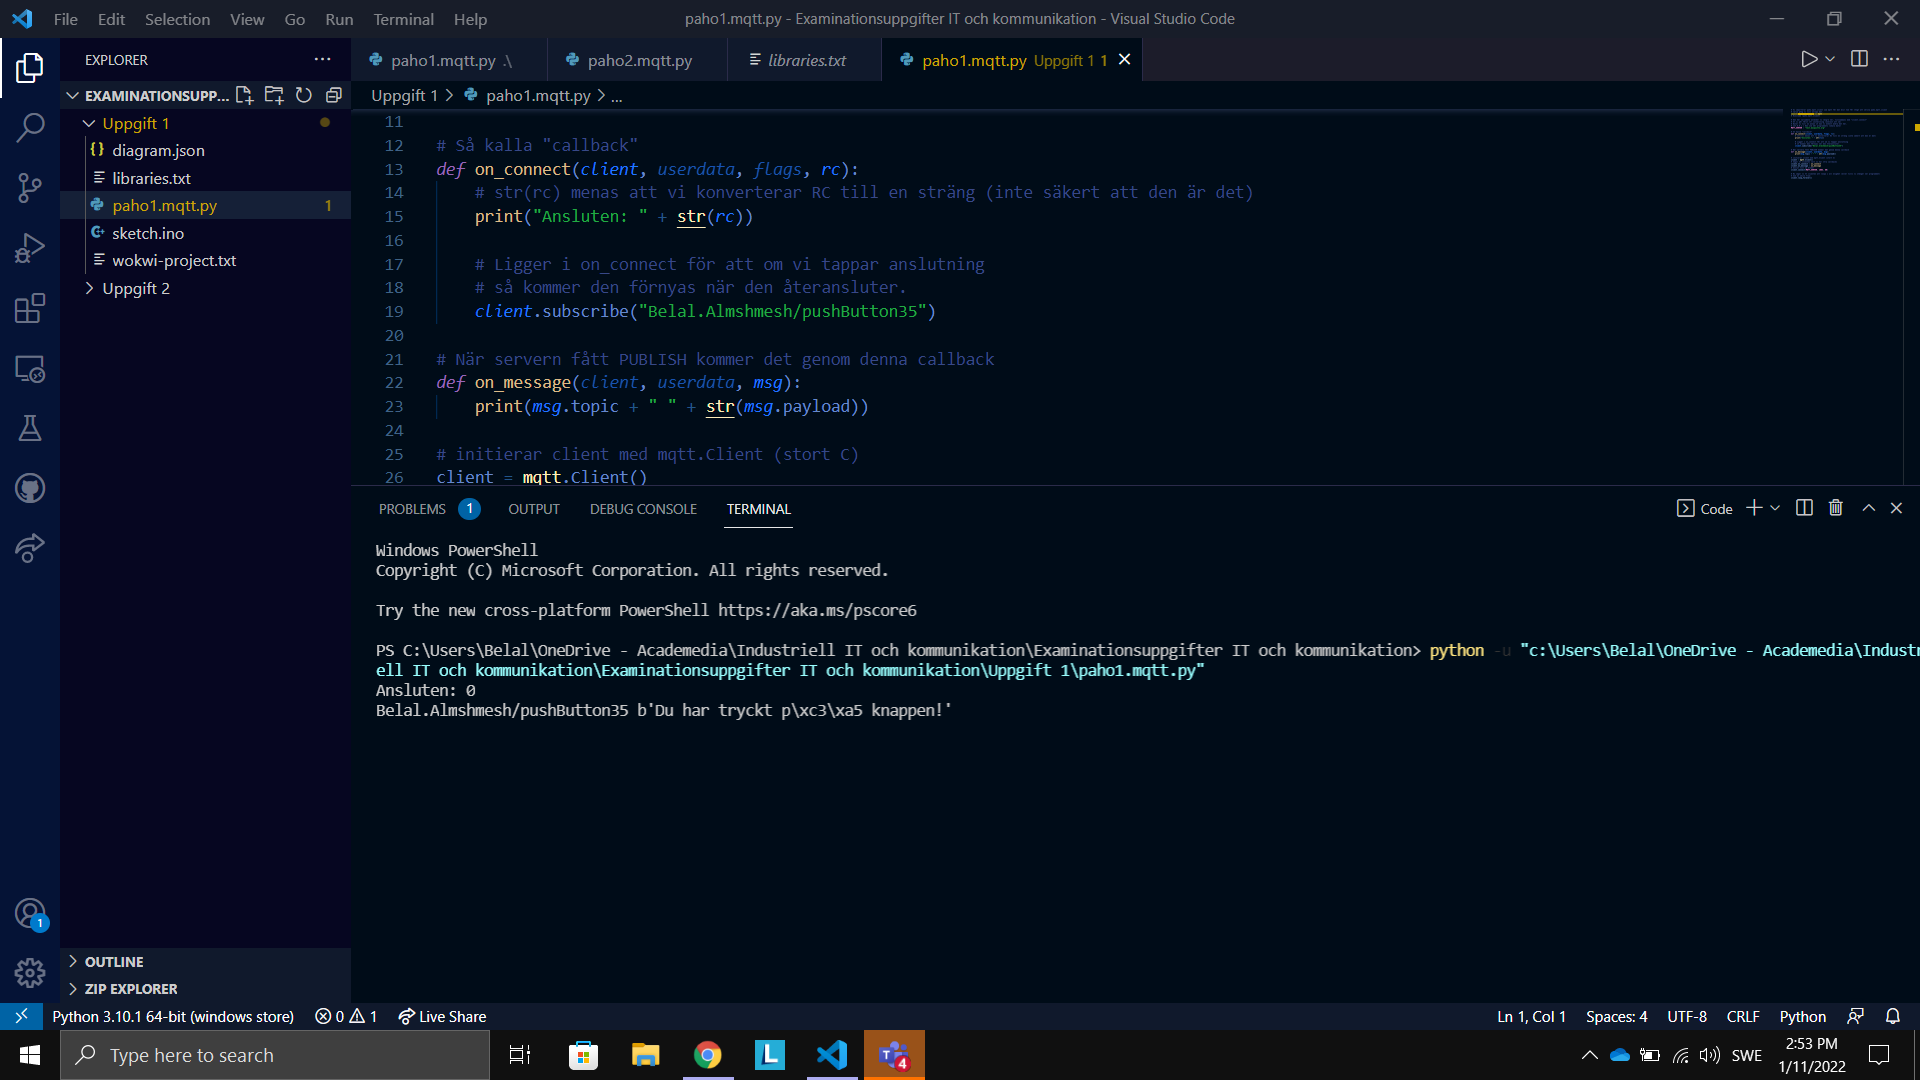 File Edit Selection View Go Run Terminal Help
paho1.mqtt.py - Examinationsuppgifter IT och kommunikation - Visual Studio Code
EXPLORER
paho1.mqtt.py .\
paho2.mqtt.py
libraries.txt
paho1.mqtt.py Uppgift 1 1
EXAMINATIONSUPP...
Uppgift 1
diagram.json
libraries.txt
paho1.mqtt.py 1
sketch.ino
wokwi-project.txt
Uppgift 2
OUTLINE
ZIP EXPLORER
Uppgift 1 > paho1.mqtt.py > ...
11
12 # Så kalla "callback"
13 def on_connect(client, userdata, flags, rc):
14 # str(rc) menas att vi konverterar RC till en sträng (inte säkert att den är det)
15 print("Ansluten: " + str(rc))
16
17 # Ligger i on_connect för att om vi tappar anslutning
18 # så kommer den förnyas när den återansluter.
19 client.subscribe("Belal.Almshmesh/pushButton35")
20
21 # När servern fått PUBLISH kommer det genom denna callback
22 def on_message(client, userdata, msg):
23 print(msg.topic + " " + str(msg.payload))
24
25 # initierar client med mqtt.Client (stort C)
26 client = mqtt.Client()
PROBLEMS 1 OUTPUT DEBUG CONSOLE TERMINAL
Code
Windows PowerShell
Copyright (C) Microsoft Corporation. All rights reserved.
Try the new cross-platform PowerShell https://aka.ms/pscore6
PS C:\Users\Belal\OneDrive - Academedia\Industriell IT och kommunikation\Examinationsuppgifter IT och kommunikation> python -u "c:\Users\Belal\OneDrive - Academedia\Industri
ell IT och kommunikation\Examinationsuppgifter IT och kommunikation\Uppgift 1\paho1.mqtt.py"
Ansluten: 0
Belal.Almshmesh/pushButton35 b'Du har tryckt p\xc3\xa5 knappen!'
1
Python 3.10.1 64-bit (windows store) 0 1 Live Share
Ln 1, Col 1 Spaces: 4 UTF-8 CRLF Python
Type here to search
L
T
4
SWE
2:53 PM
1/11/2022